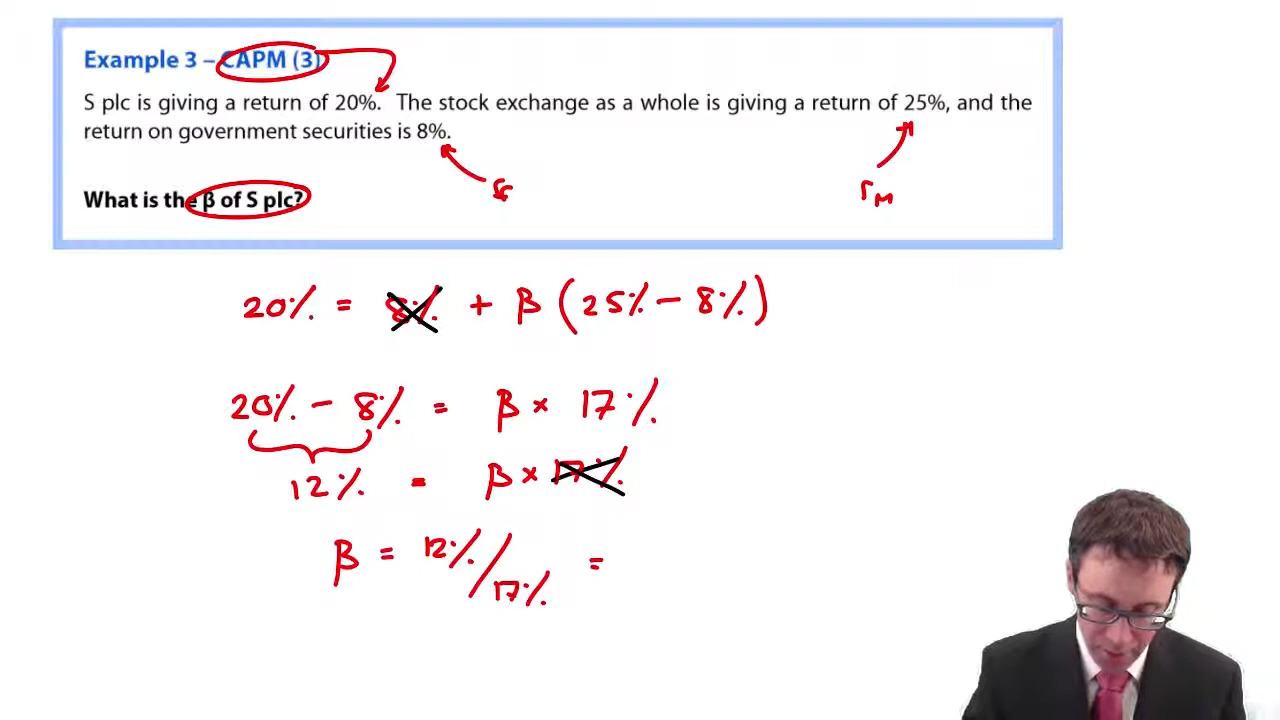 Example 3 – CAPM (3)
S plc is giving a return of 20%. The stock exchange as a whole is giving a return of 25%, and the
return on government securities is 8%.
rf
rM
What is the β of S plc?
20% = 8% + β (25% - 8%)
20% - 8% = β × 17%
12% = β × 17%
β = 12% / 17% =